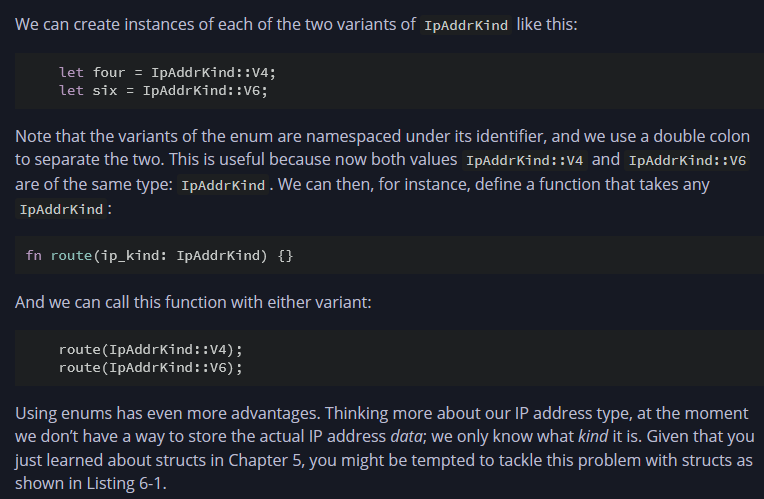 We can create instances of each of the two variants of IpAddrKind like this:
let four = IpAddrKind::V4;
let six = IpAddrKind::V6;
Note that the variants of the enum are namespaced under its identifier, and we use a double colon
to separate the two. This is useful because now both values IpAddrKind::V4 and IpAddrKind::V6
are of the same type: IpAddrKind. We can then, for instance, define a function that takes any
IpAddrKind:
fn route(ip_kind: IpAddrKind) {}
And we can call this function with either variant:
route(IpAddrKind::V4);
route(IpAddrKind::V6);
Using enums has even more advantages. Thinking more about our IP address type, at the moment
we don’t have a way to store the actual IP address data; we only know what kind it is. Given that you
just learned about structs in Chapter 5, you might be tempted to tackle this problem with structs as
shown in Listing 6-1.